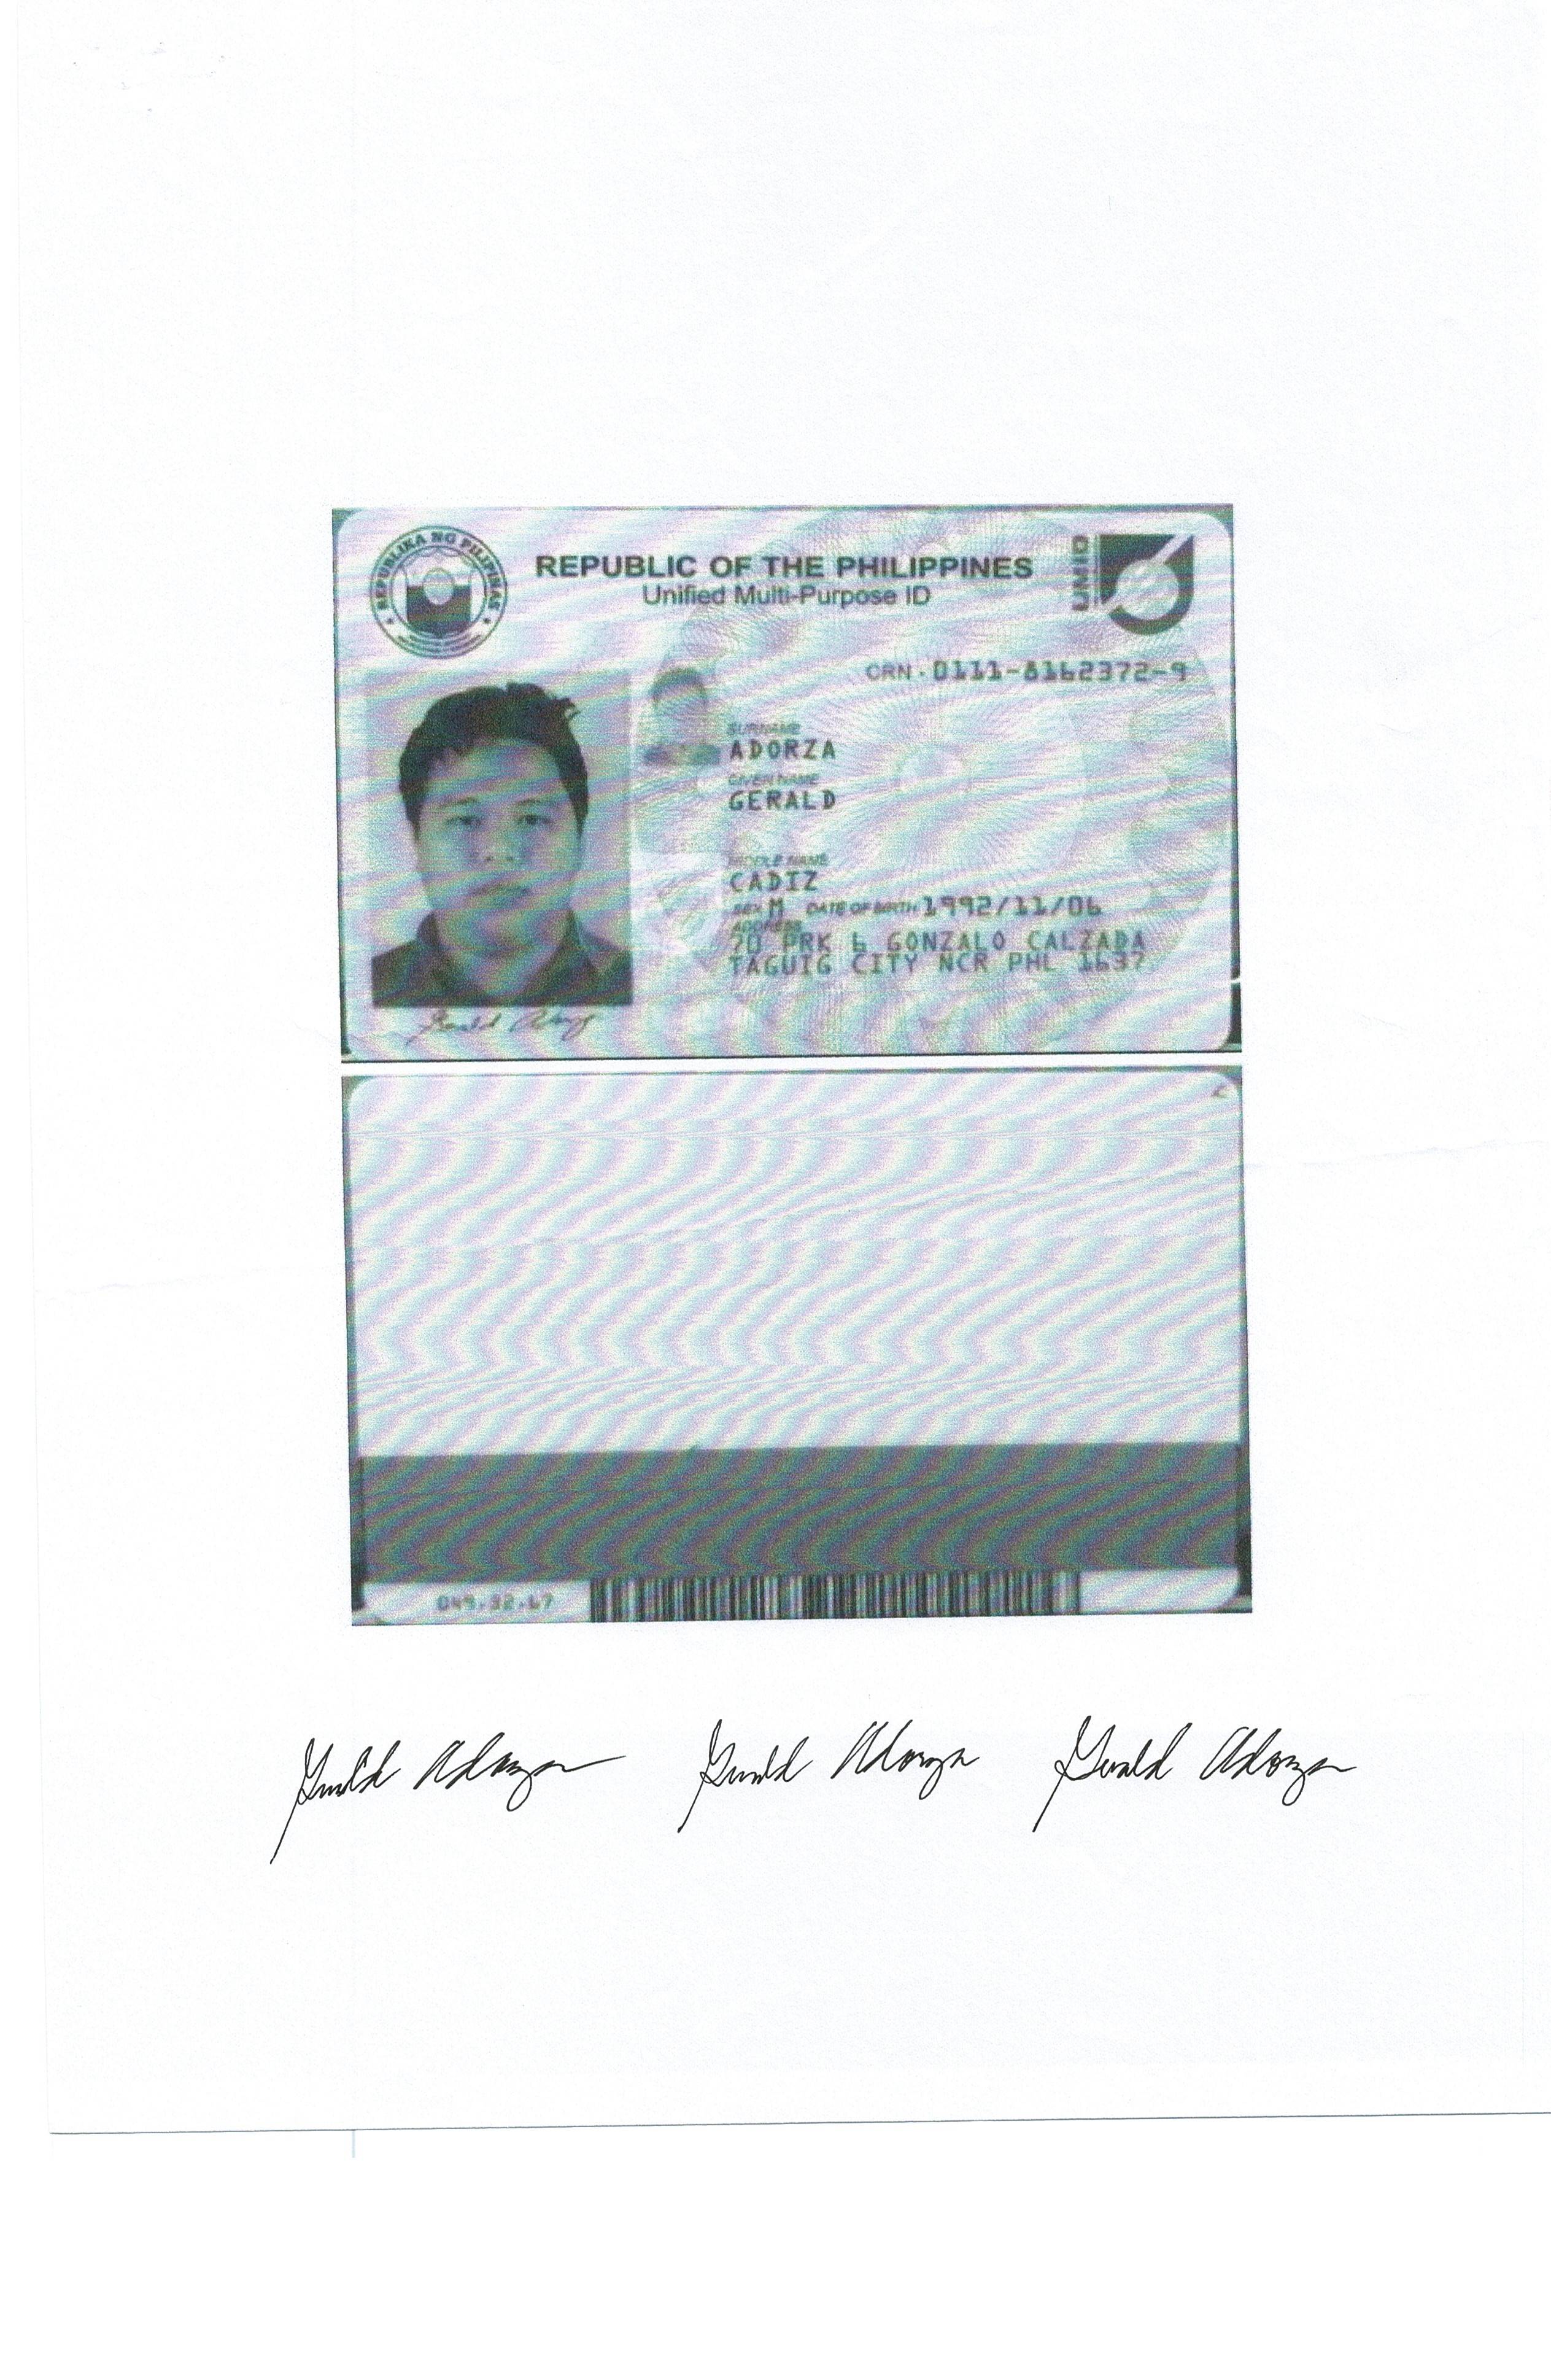 REPUBLIKA NG PILIPINAS
REPUBLIC OF THE PHILIPPINES
Unified Multi-Purpose ID
UMID
CRN - 0111-8162372-9
SURNAME
ADORZA
GIVEN NAME
GERALD
MIDDLE NAME
CADIZ
SEX M DATE OF BIRTH 1992/11/06
ADDRESS
70 PRK 6 GONZALO CALZADA
TAGUIG CITY NCR PHL 1637
Gerald Adorza
049.32.67
Gerald Adorza Gerald Adorza Gerald Adorza